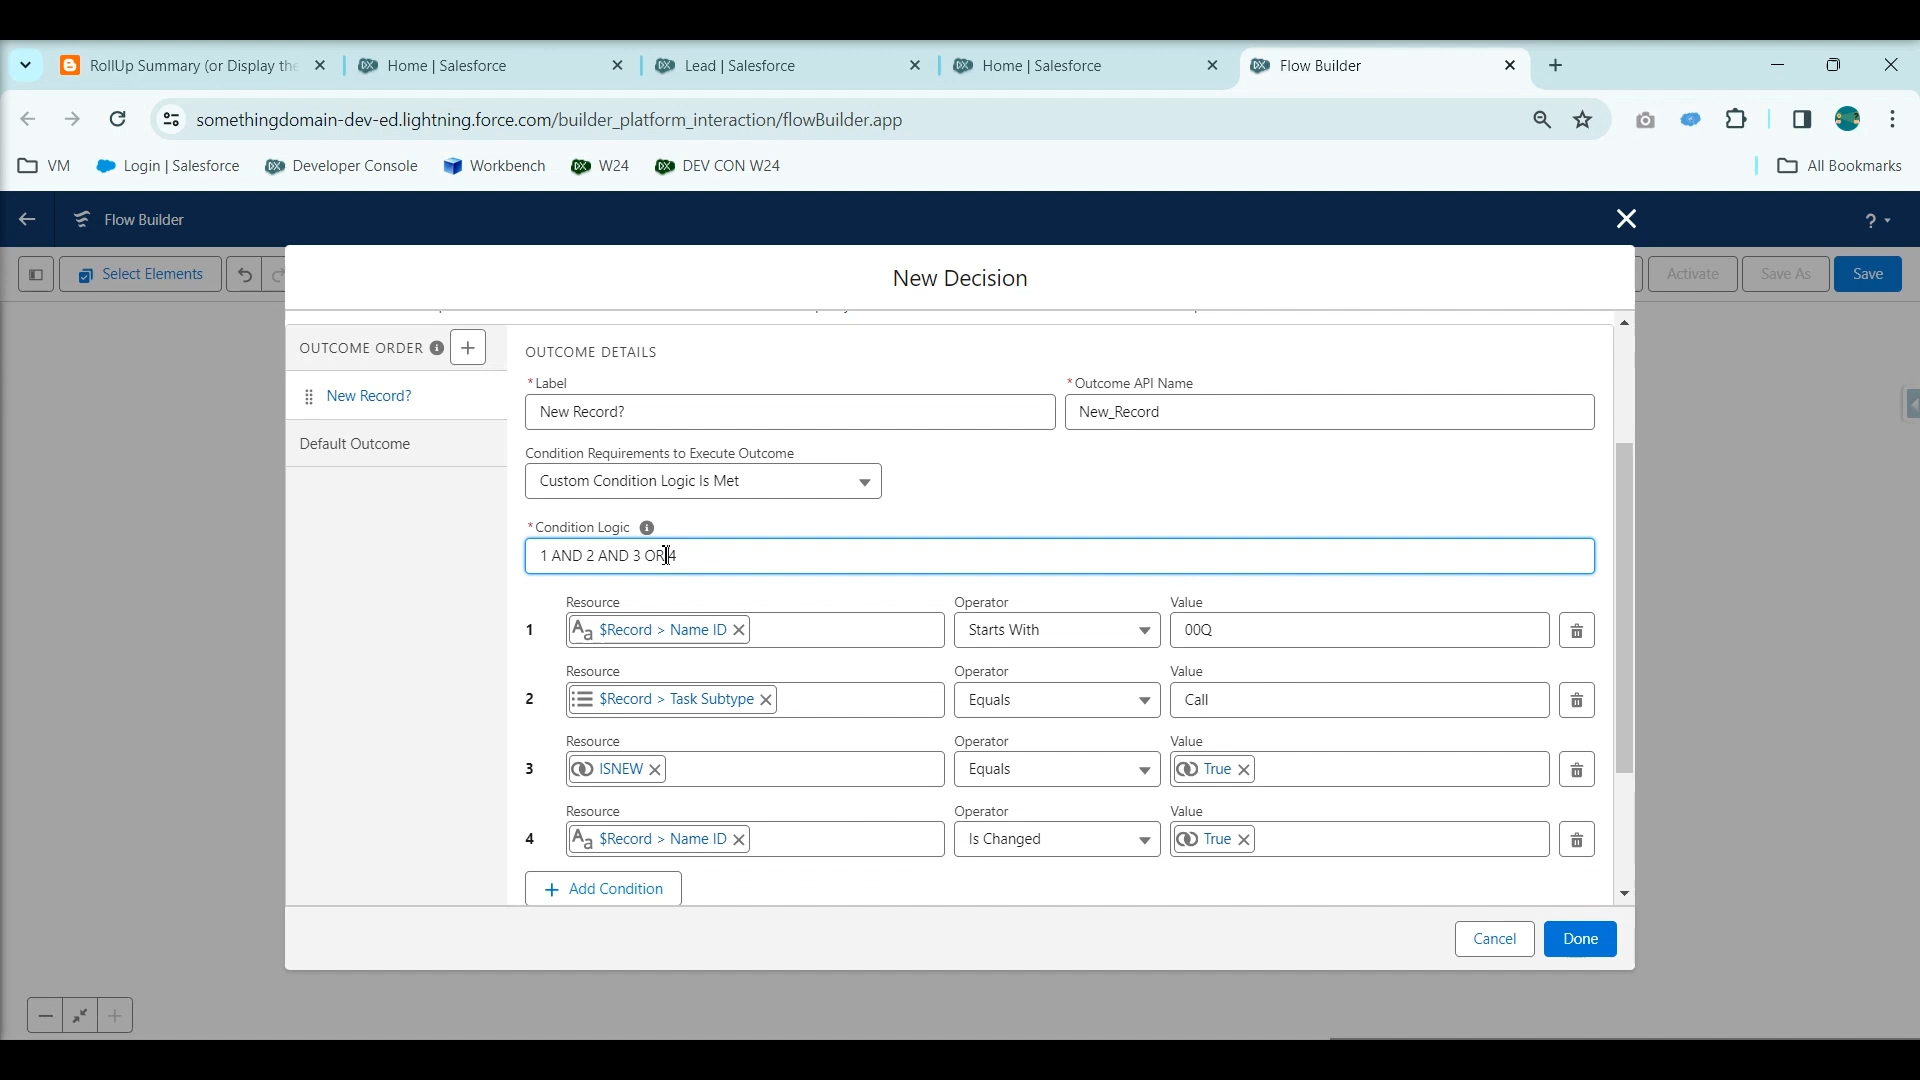 RollUp Summary (or Display the
Home | Salesforce
Lead | Salesforce
Home | Salesforce
Flow Builder
somethingdomain-dev-ed.lightning.force.com/builder_platform_interaction/flowBuilder.app
VM
Login | Salesforce
Developer Console
Workbench
W24
DEV CON W24
All Bookmarks
Flow Builder
?
Select Elements
Activate
Save As
Save
New Decision
OUTCOME ORDER
New Record?
Default Outcome
OUTCOME DETAILS
* Label
* Outcome API Name
New Record?
New_Record
Condition Requirements to Execute Outcome
Custom Condition Logic Is Met
* Condition Logic
1 AND 2 AND 3 OR 4
Resource
Operator
Value
1
Aa $Record > Name ID
Starts With
00Q
Resource
Operator
Value
2
$Record > Task Subtype
Equals
Call
Resource
Operator
Value
3
ISNEW
Equals
True
Resource
Operator
Value
4
Aa $Record > Name ID
Is Changed
True
+ Add Condition
Cancel
Done